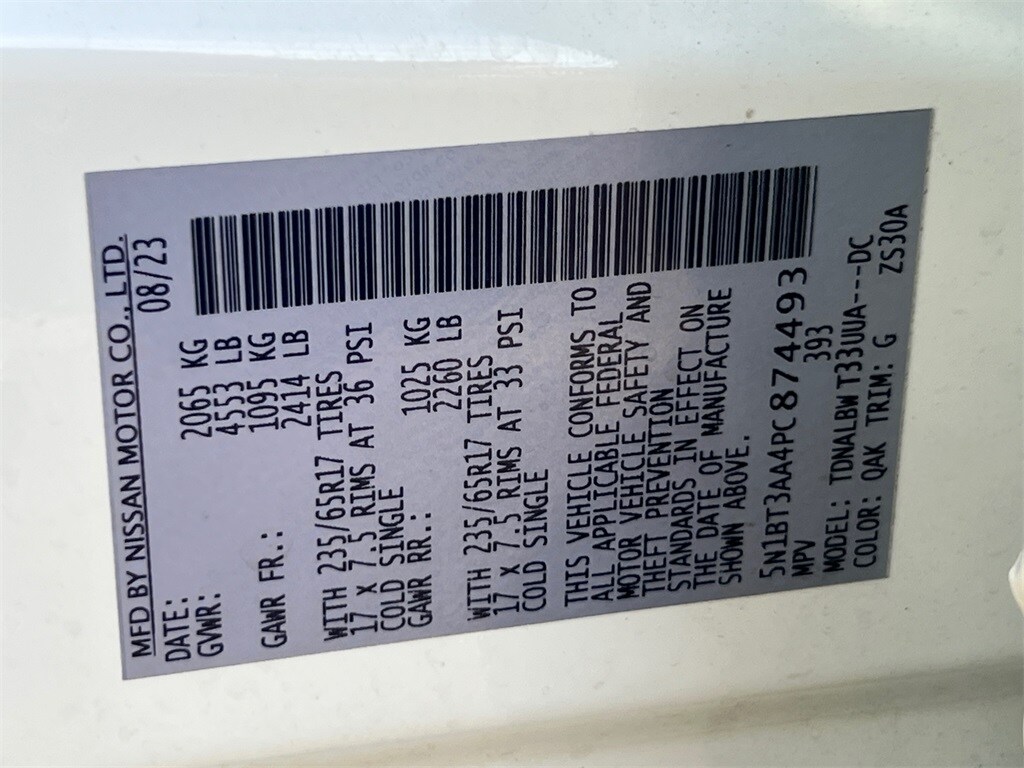 MFD BY NISSAN MOTOR CO., LTD.
DATE: 08/23
GVWR: 2065 KG
4553 LB
GAWR FR.: 1095 KG
2414 LB
WITH 235/65R17 TIRES
17 X 7.5 RIMS AT 36 PSI
COLD SINGLE
GAWR RR.: 1025 KG
2260 LB
WITH 235/65R17 TIRES
17 X 7.5 RIMS AT 33 PSI
COLD SINGLE
THIS VEHICLE CONFORMS TO
ALL APPLICABLE FEDERAL
MOTOR VEHICLE SAFETY AND
THEFT PREVENTION
STANDARDS IN EFFECT ON
THE DATE OF MANUFACTURE
SHOWN ABOVE.
5N1BT3AA4PC874493
MPV 393
MODEL: TDNALBW T33UUA---DC
COLOR: QAK TRIM: G ZS30A